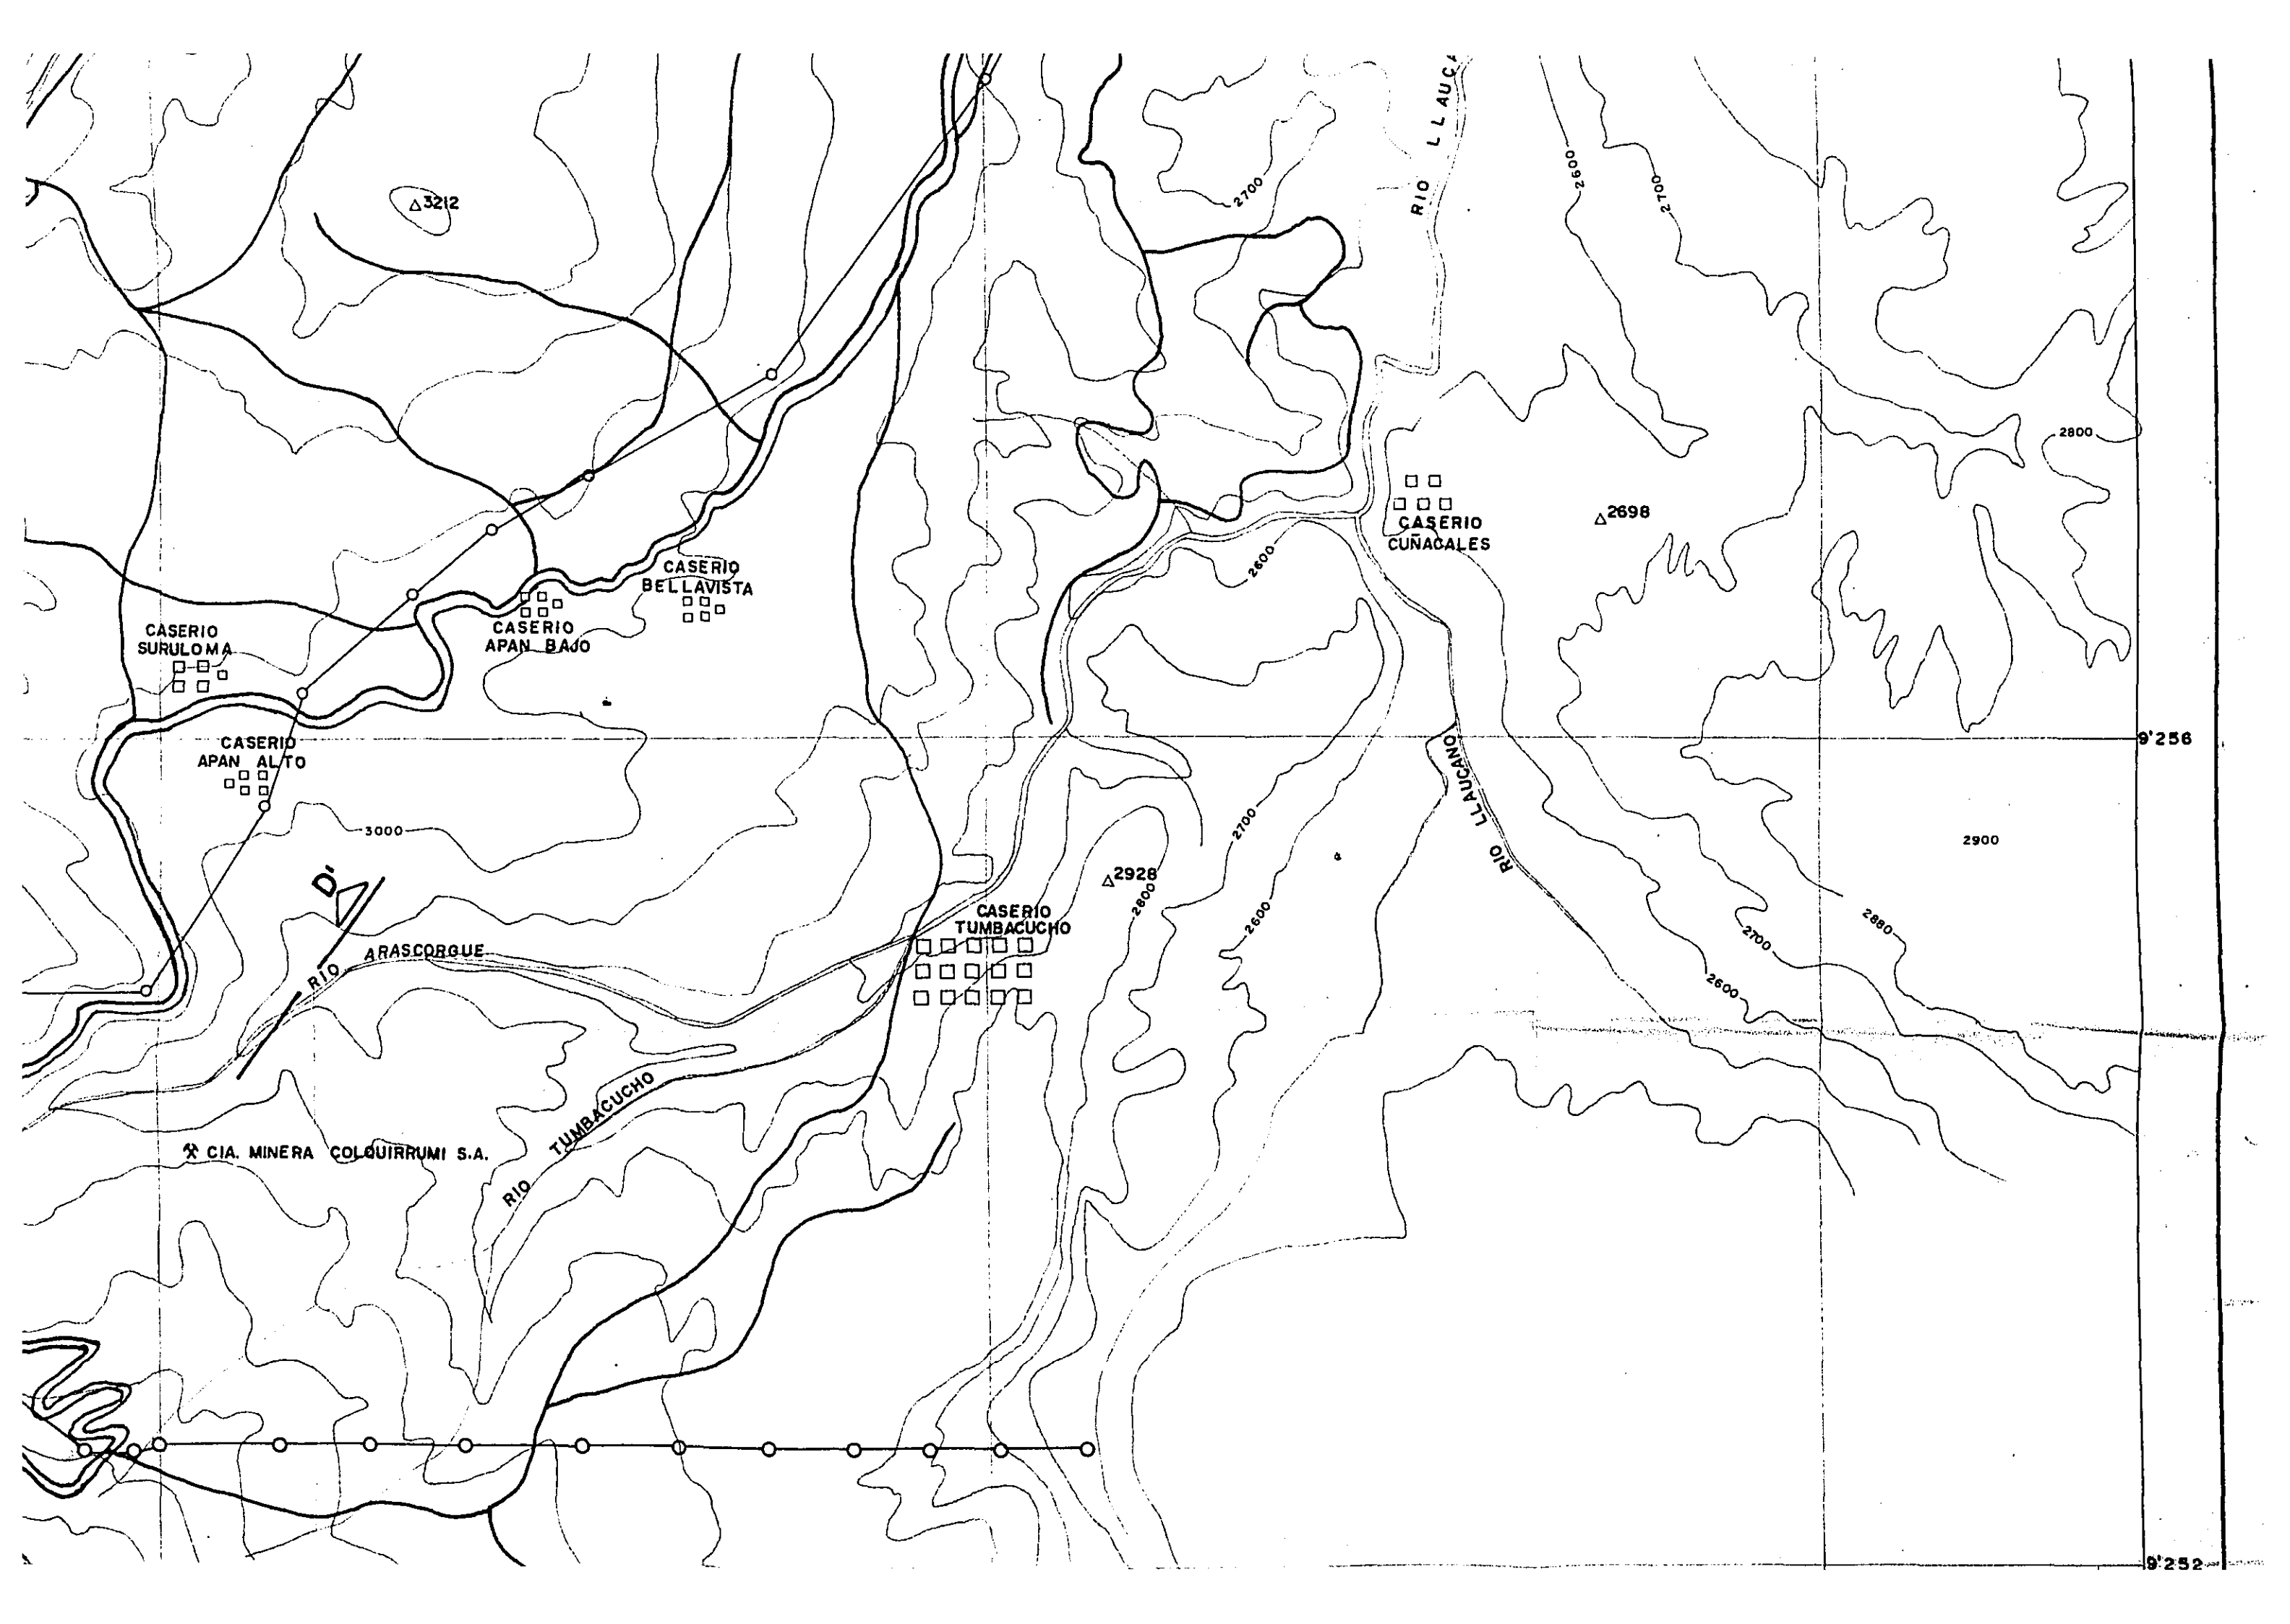 RIO LLAUCA
3212
2700
2600
2700
2800
2698
CASERIO
CUÑACALES
2600
CASERIO
BELLAVISTA
CASERIO
APAN BAJO
CASERIO
SURULOMA
CASERIO
APAN ALTO
9'256
RIO LLAUCANO
3000
2700
2900
D'
2928
2800
2600
2880
2700
2600
CASERIO
TUMBACUCHO
RIO ARASCORGUE
RIO TUMBACUCHO
CIA. MINERA COLQUIRRUMI S.A.
9'252